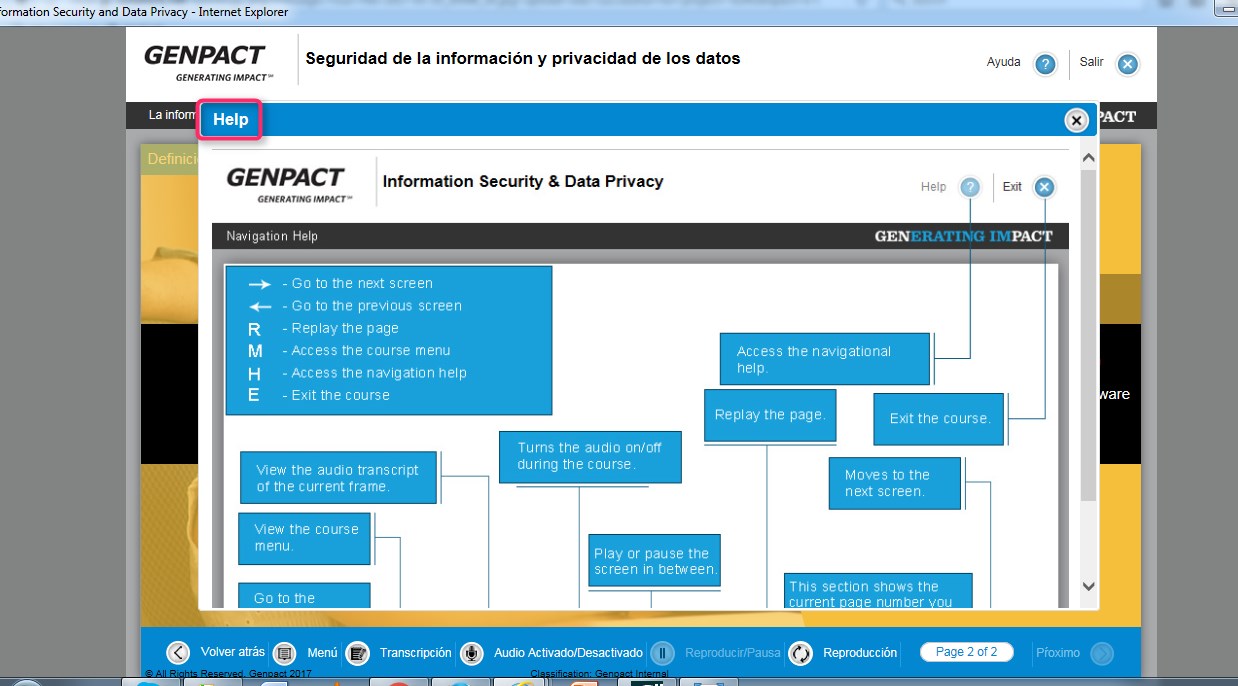 formation Security and Data Privacy - Internet Explorer
GENPACT
GENERATING IMPACT™
Seguridad de la información y privacidad de los datos
Ayuda ? Salir
La inform
PACT
Help
Definici
GENPACT
GENERATING IMPACT™
Information Security & Data Privacy
Help ? Exit
Navigation Help
GENERATING IMPACT
→ - Go to the next screen
← - Go to the previous screen
R - Replay the page
M - Access the course menu
H - Access the navigation help
E - Exit the course
Access the navigational
help.
Replay the page.
Exit the course.
ware
Turns the audio on/off
during the course.
View the audio transcript
of the current frame.
Moves to the
next screen.
View the course
menu.
Play or pause the
screen in between.
This section shows the
current page number you
Go to the
Volver atrás
Menú
Transcripción
Audio Activado/Desactivado
Reproducir/Pausa
Reproducción
Page 2 of 2
Próximo
© All Rights Reserved, Genpact 2017
Classification: Genpact Internal